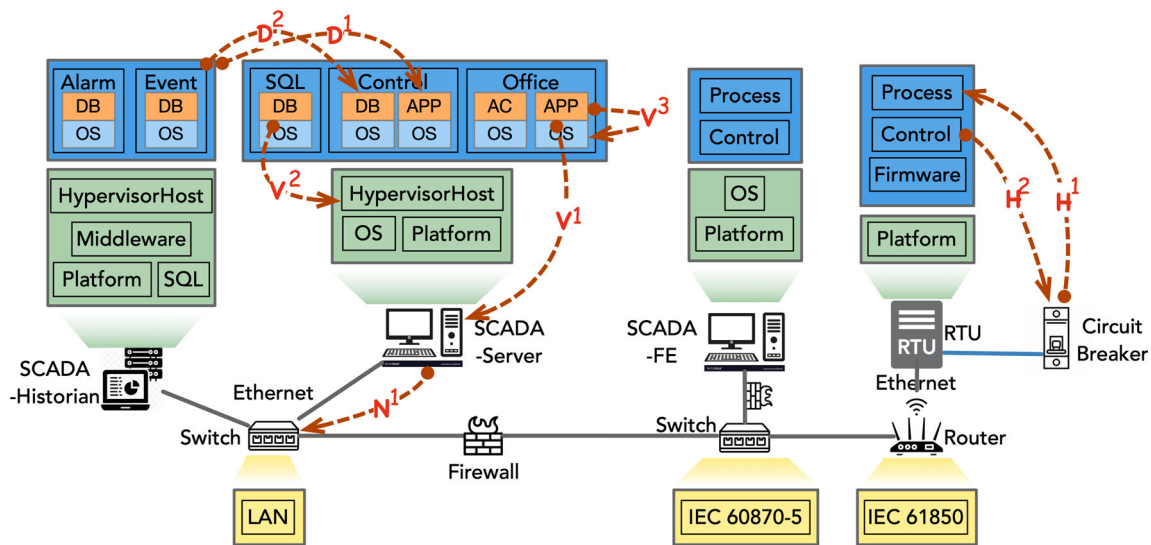 D2
D1
Alarm
Event
SQL
Control
Office
DB
DB
DB
DB
APP
AC
APP
OS
OS
OS
OS
OS
OS
OS
V3
Process
Control
Process
Control
Firmware
V2
V1
H2
H1
HypervisorHost
Middleware
Platform
SQL
HypervisorHost
OS
Platform
OS
Platform
Platform
SCADA
-Historian
SCADA
-Server
SCADA
-FE
RTU
RTU
Circuit
Breaker
Ethernet
Ethernet
N1
Switch
Firewall
Switch
Router
LAN
IEC 60870-5
IEC 61850